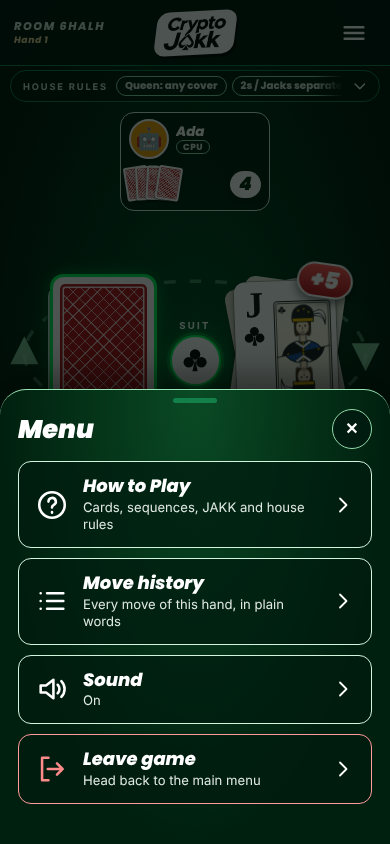 ROOM 6HALH
Hand 1
Crypto
Jakk
HOUSE RULES
Queen: any cover
2s / Jacks separate
Ada
CPU
4
+5
J
SUIT
Menu
How to Play
Cards, sequences, JAKK and house
rules
Move history
Every move of this hand, in plain
words
Sound
On
Leave game
Head back to the main menu